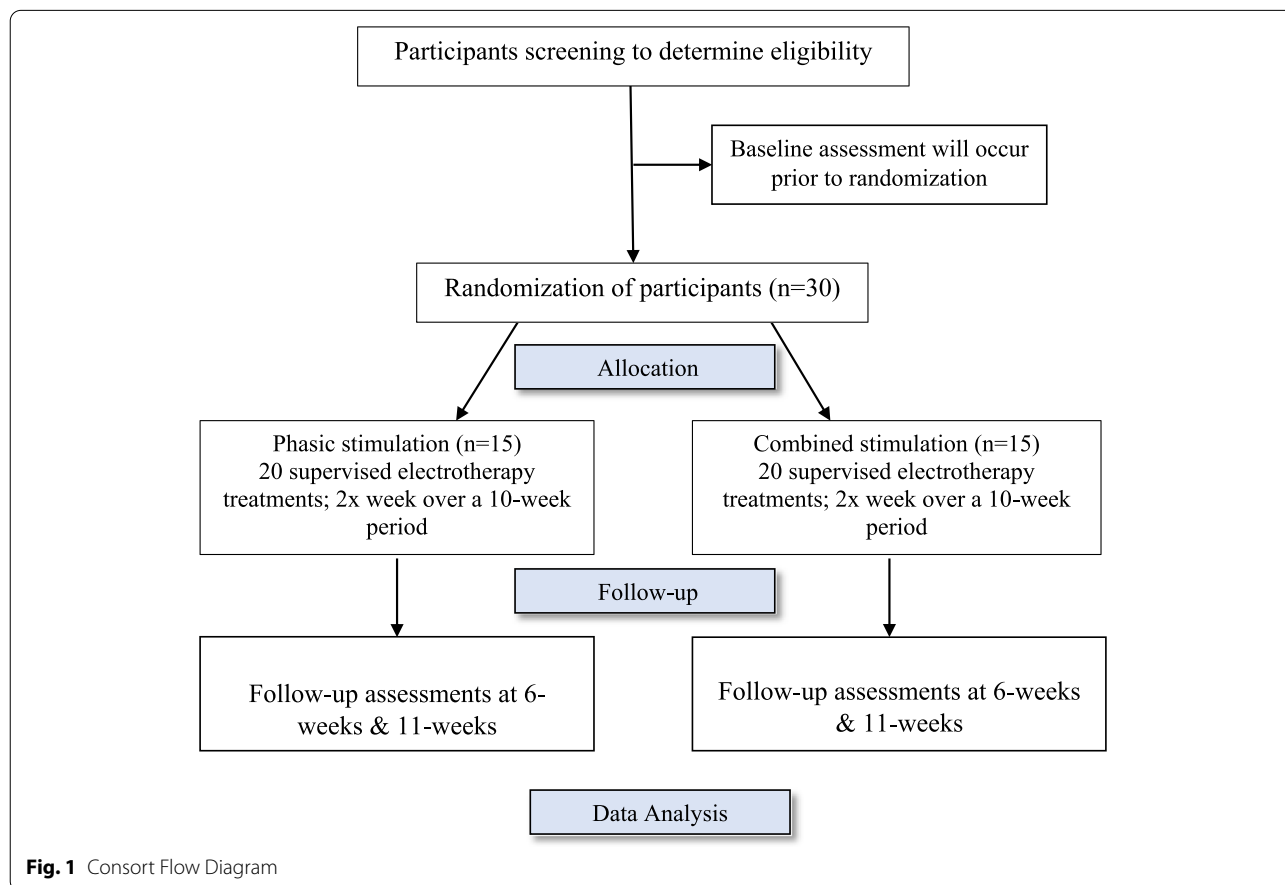 Participants screening to determine eligibility
Baseline assessment will occur
prior to randomization
Randomization of participants (n=30)
Allocation
Phasic stimulation (n=15)
20 supervised electrotherapy
treatments; 2x week over a 10-week
period
Combined stimulation (n=15)
20 supervised electrotherapy
treatments; 2x week over a 10-week
period
Follow-up
Follow-up assessments at 6-
weeks & 11-weeks
Follow-up assessments at 6-weeks
& 11-weeks
Data Analysis
Fig. 1 Consort Flow Diagram